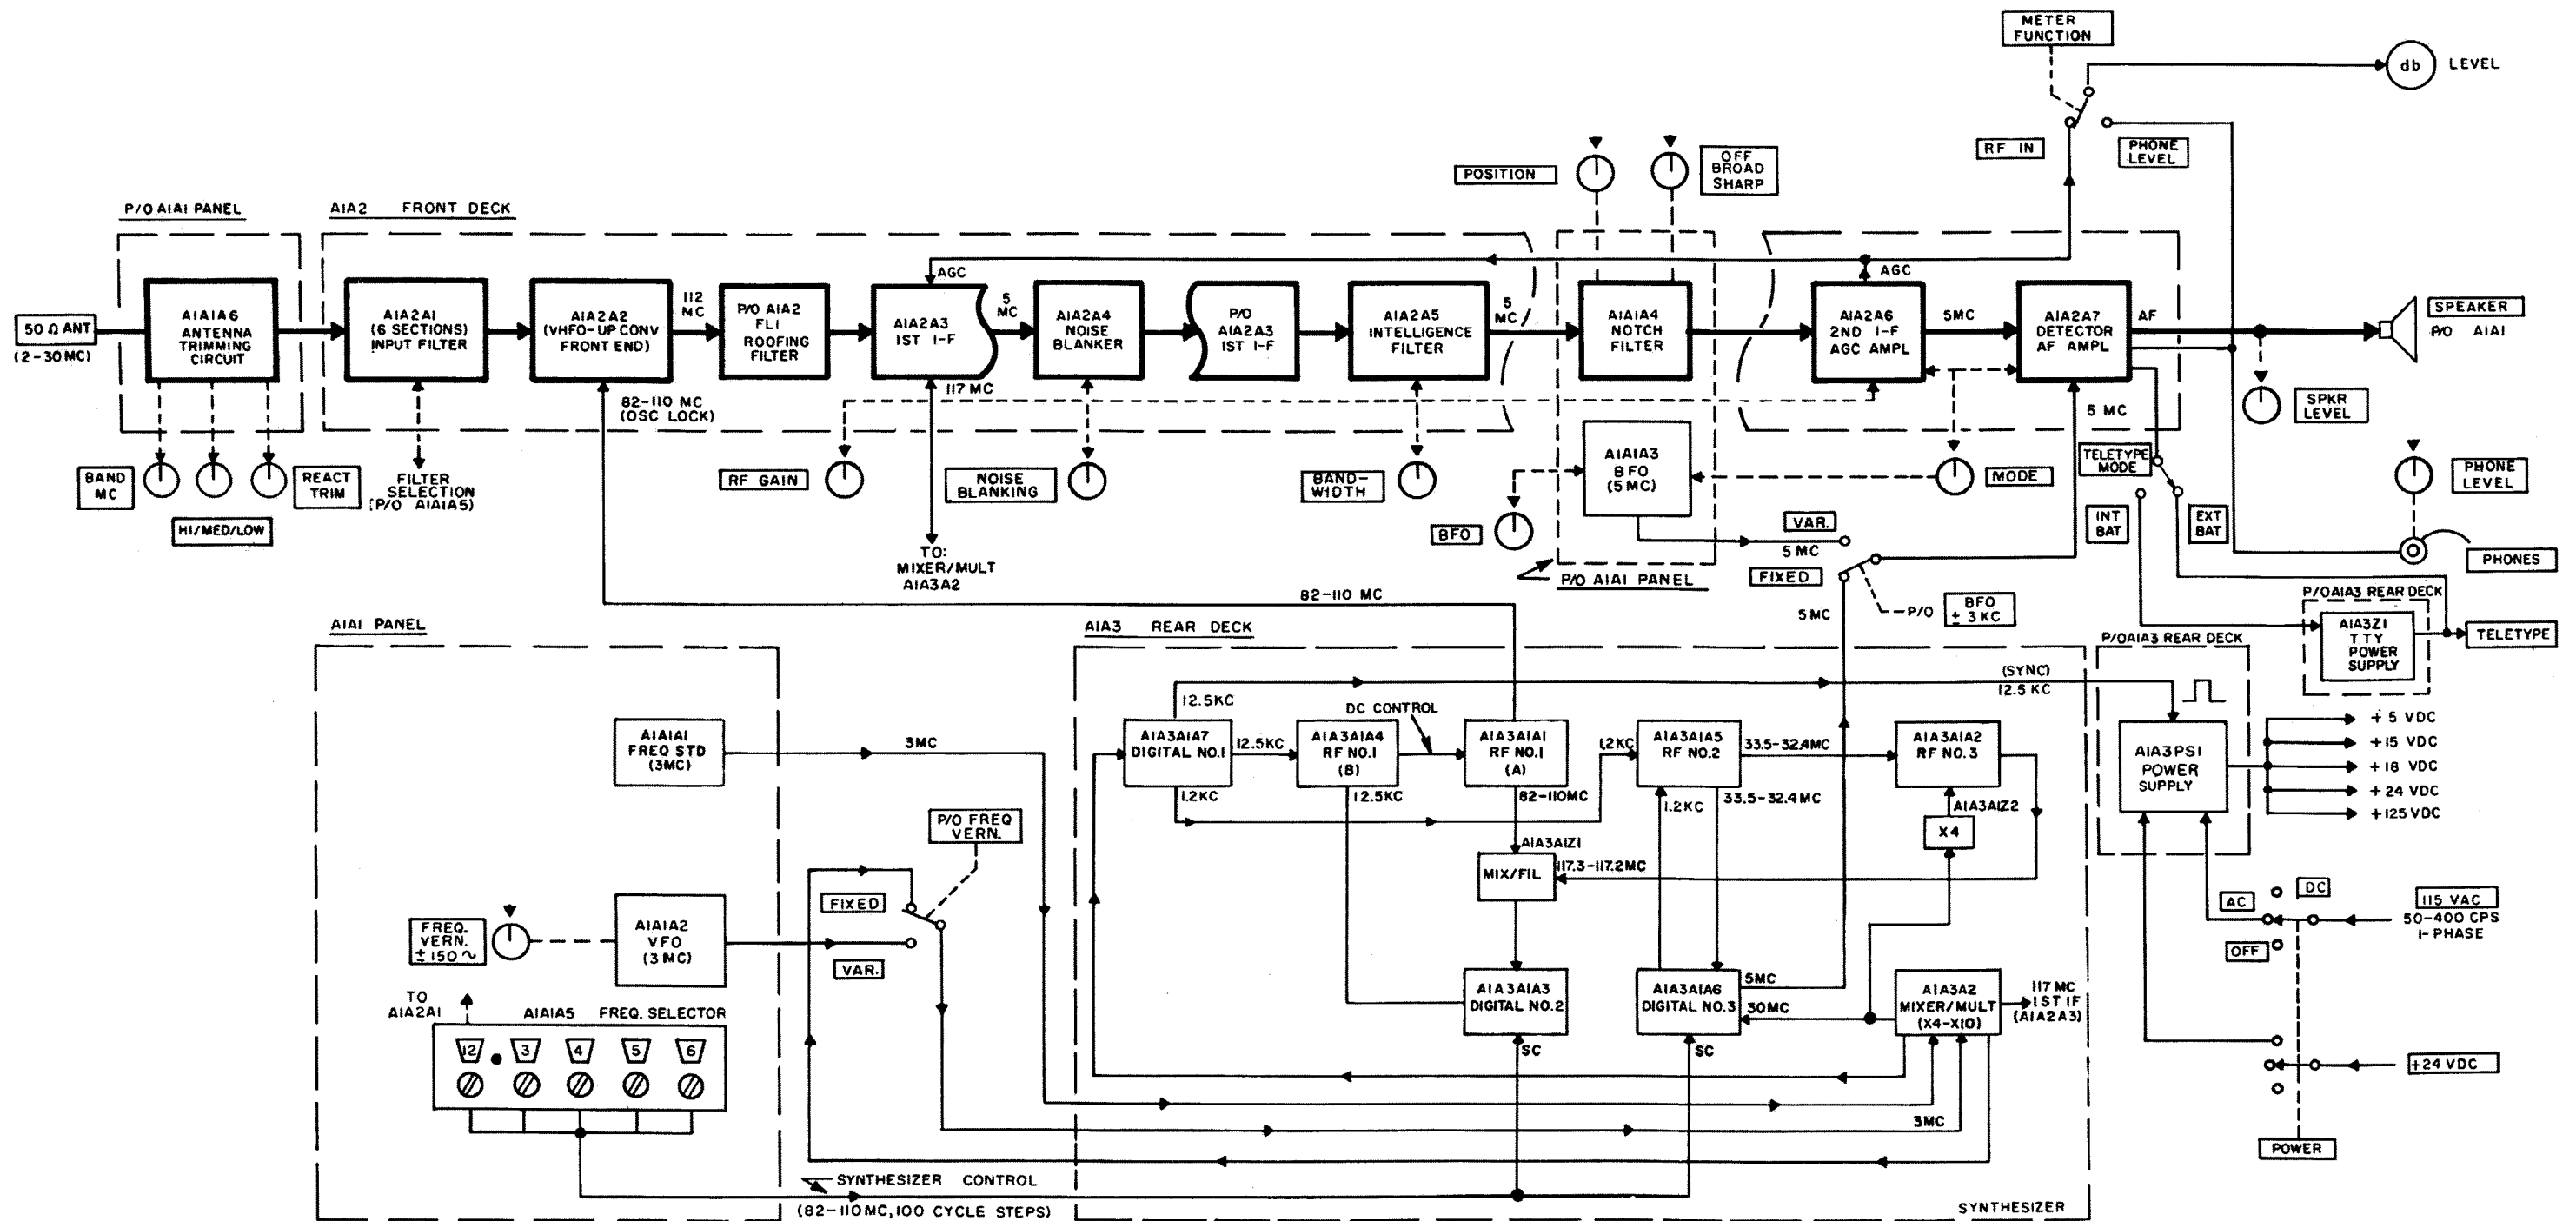 METER
FUNCTION
db
LEVEL
RF IN
PHONE
LEVEL
POSITION
OFF
BROAD
SHARP
P/O A1A1 PANEL
A1A2 FRONT DECK
AGC
AGC
50 Ω ANT
(2-30 MC)
A1A1A6
ANTENNA
TRIMMING
CIRCUIT
A1A2A1
(6 SECTIONS)
INPUT FILTER
A1A2A2
(VHFO-UP CONV
FRONT END)
112
MC
P/O A1A2
FL1
ROOFING
FILTER
A1A2A3
1ST I-F
5
MC
A1A2A4
NOISE
BLANKER
P/O
A1A2A3
1ST I-F
A1A2A5
INTELLIGENCE
FILTER
5
MC
A1A1A4
NOTCH
FILTER
A1A2A6
2ND I-F
AGC AMPL
5MC
A1A2A7
DETECTOR
AF AMPL
AF
SPEAKER
P/O A1A1
82-110 MC
(OSC LOCK)
117 MC
5 MC
SPKR
LEVEL
BAND
MC
HI/MED/LOW
REACT
TRIM
FILTER
SELECTION
(P/O A1A1A5)
RF GAIN
NOISE
BLANKING
BAND-
WIDTH
BFO
A1A1A3
BFO
(5 MC)
MODE
TELETYPE
MODE
INT
BAT
EXT
BAT
PHONE
LEVEL
PHONES
TO:
MIXER/MULT
A1A3A2
VAR.
5 MC
FIXED
P/O A1A1 PANEL
82-110 MC
5 MC
P/O
BFO
± 3 KC
P/O A1A3 REAR DECK
A1A3Z1
TTY
POWER
SUPPLY
TELETYPE
A1A1 PANEL
A1A3 REAR DECK
P/O A1A3 REAR DECK
(SYNC)
12.5 KC
12.5KC
DC CONTROL
A1A1A1
FREQ STD
(3MC)
3MC
A1A3A1A7
DIGITAL NO.1
12.5KC
A1A3A1A4
RF NO.1
(B)
A1A3A1A1
RF NO.1
(A)
1.2KC
A1A3A1A5
RF NO.2
33.5-32.4MC
A1A3A1A2
RF NO.3
A1A3PS1
POWER
SUPPLY
+ 5 VDC
+15 VDC
+18 VDC
+ 24 VDC
+125 VDC
1.2KC
12.5KC
82-110MC
1.2KC
33.5-32.4MC
A1A3A1Z2
X4
P/O FREQ
VERN.
A1A3A1Z1
MIX/FIL
117.3-117.2MC
FIXED
VAR.
FREQ.
VERN.
±150 ~
A1A1A2
VFO
(3 MC)
AC
DC
OFF
115 VAC
50-400 CPS
1-PHASE
TO
A1A2A1
A1A1A5 FREQ. SELECTOR
12 3 4 5 6
A1A3A1A3
DIGITAL NO.2
A1A3A1A6
DIGITAL NO.3
5MC
30MC
A1A3A2
MIXER/MULT
(X4-X10)
117 MC
1ST IF
(A1A2A3)
SC
SC
+24 VDC
3MC
POWER
SYNTHESIZER CONTROL
(82-110MC, 100 CYCLE STEPS)
SYNTHESIZER